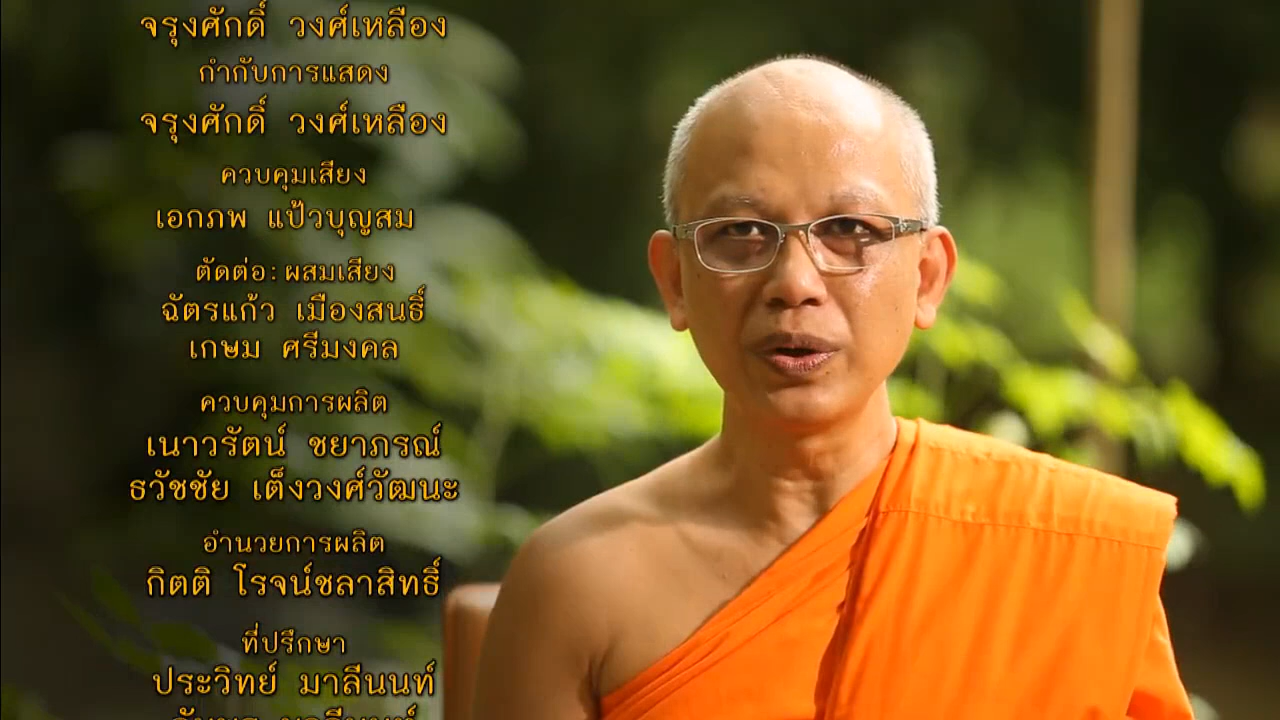 จรุงศักดิ์ วงศ์เหลือง
กำกับการแสดง
จรุงศักดิ์ วงศ์เหลือง
ควบคุมเสียง
เอกภพ แป้วบุญสม
ตัดต่อ: ผสมเสียง
ฉัตรแก้ว เมืองสนธิ์
เกษม ศรีมงคล
ควบคุมการผลิต
เนาวรัตน์ ชยาภรณ์
ธวัชชัย เต็งวงศ์วัฒนะ
อำนวยการผลิต
กิตติ โรจน์ชลาสิทธิ์
ที่ปรึกษา
ประวิทย์ มาลีนนท์